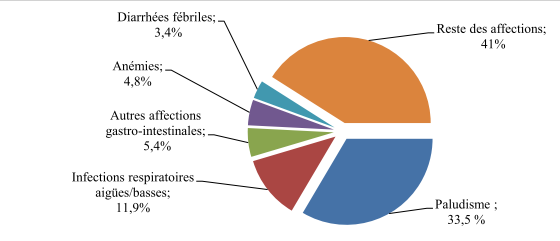 Diarrhées fébriles;
3,4%
Reste des affections;
41%
Anémies;
4,8%
Autres affections
gastro-intestinales;
5,4%
Infections respiratoires
aigües/basses;
11,9%
Paludisme ;
33,5 %